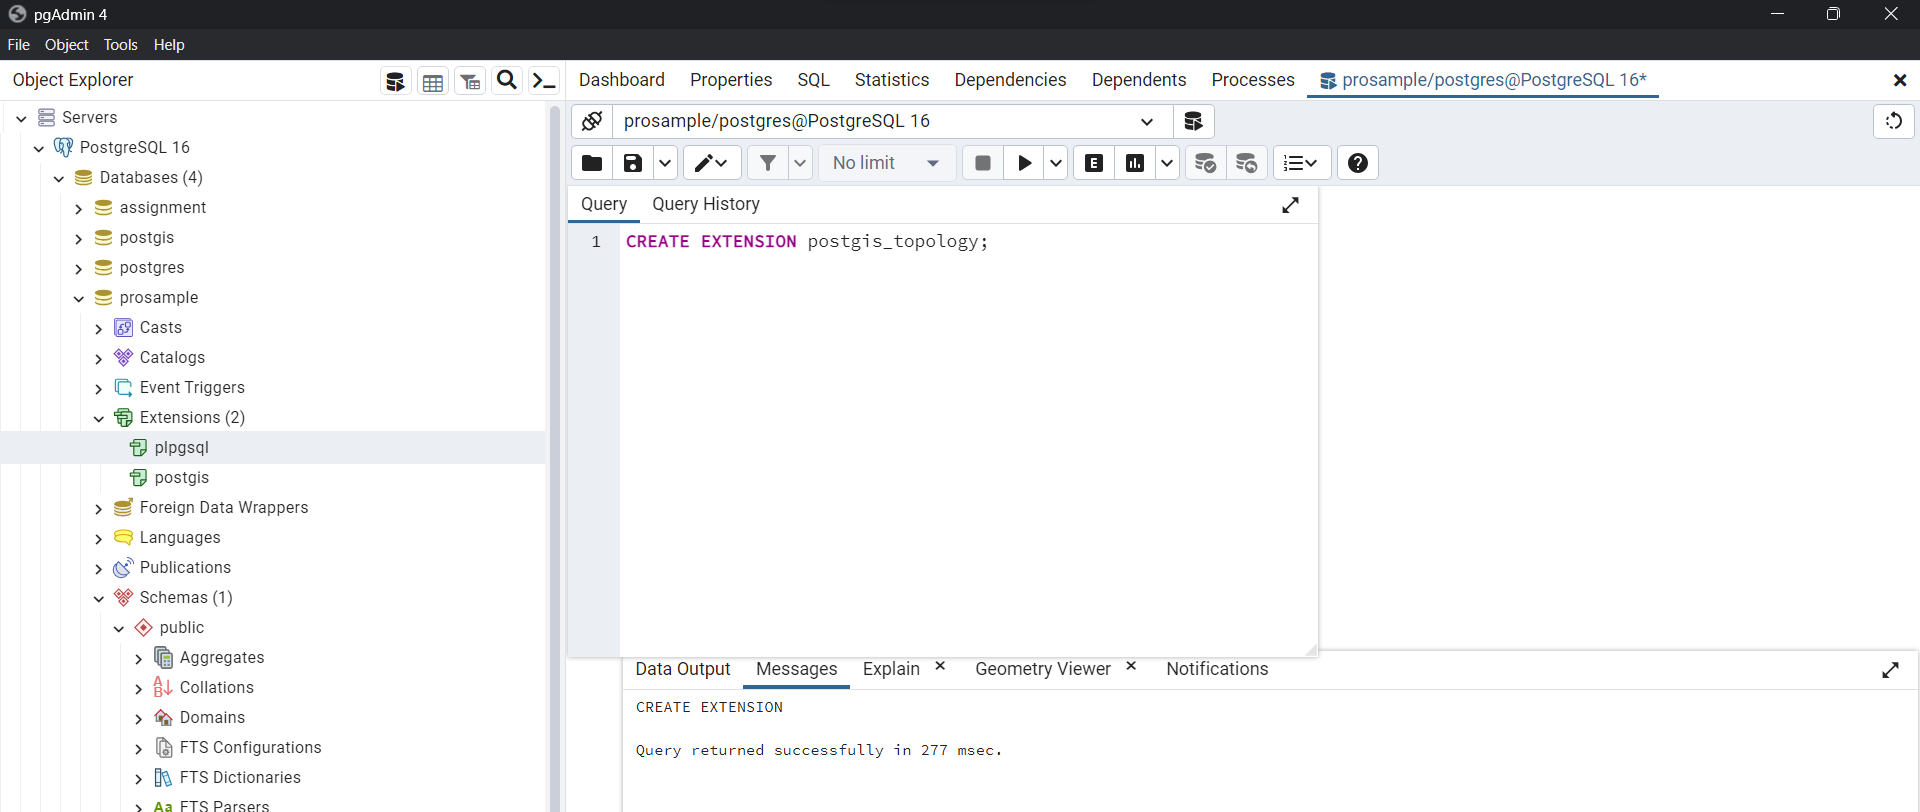 pgAdmin 4
File Object Tools Help
Object Explorer
Dashboard Properties SQL Statistics Dependencies Dependents Processes prosample/postgres@PostgreSQL 16*
Servers
PostgreSQL 16
Databases (4)
assignment
postgis
postgres
prosample
Casts
Catalogs
Event Triggers
Extensions (2)
plpgsql
postgis
Foreign Data Wrappers
Languages
Publications
Schemas (1)
public
Aggregates
Collations
Domains
FTS Configurations
FTS Dictionaries
FTS Parsers
prosample/postgres@PostgreSQL 16
No limit
E
Query Query History
1 CREATE EXTENSION postgis_topology;
Data Output Messages Explain Geometry Viewer Notifications
CREATE EXTENSION
Query returned successfully in 277 msec.